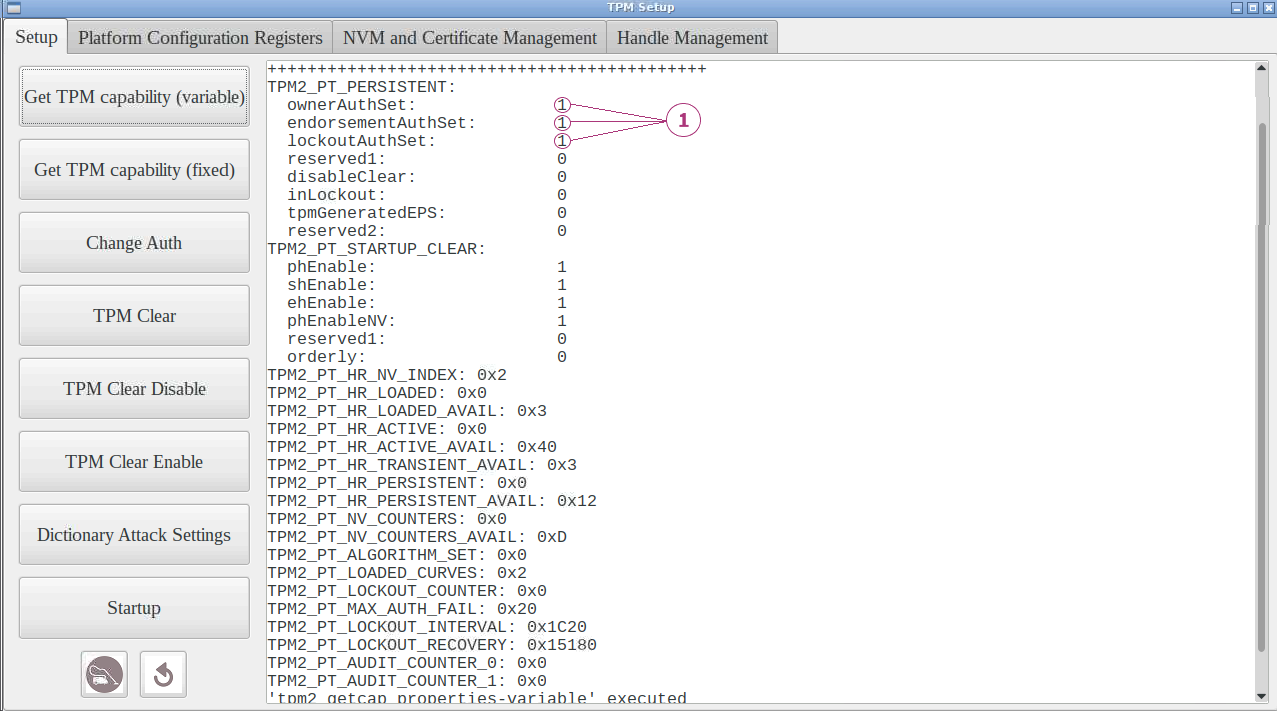 TPM Setup
Setup
Platform Configuration Registers
NVM and Certificate Management
Handle Management
Get TPM capability (variable)
Get TPM capability (fixed)
Change Auth
TPM Clear
TPM Clear Disable
TPM Clear Enable
Dictionary Attack Settings
Startup
++++++++++++++++++++++++++++++++++++++++++++
TPM2_PT_PERSISTENT:
ownerAuthSet: 1
endorsementAuthSet: 1
1
lockoutAuthSet: 1
reserved1: 0
disableClear: 0
inLockout: 0
tpmGeneratedEPS: 0
reserved2: 0
TPM2_PT_STARTUP_CLEAR:
phEnable: 1
shEnable: 1
ehEnable: 1
phEnableNV: 1
reserved1: 0
orderly: 0
TPM2_PT_HR_NV_INDEX: 0x2
TPM2_PT_HR_LOADED: 0x0
TPM2_PT_HR_LOADED_AVAIL: 0x3
TPM2_PT_HR_ACTIVE: 0x0
TPM2_PT_HR_ACTIVE_AVAIL: 0x40
TPM2_PT_HR_TRANSIENT_AVAIL: 0x3
TPM2_PT_HR_PERSISTENT: 0x0
TPM2_PT_HR_PERSISTENT_AVAIL: 0x12
TPM2_PT_NV_COUNTERS: 0x0
TPM2_PT_NV_COUNTERS_AVAIL: 0xD
TPM2_PT_ALGORITHM_SET: 0x0
TPM2_PT_LOADED_CURVES: 0x2
TPM2_PT_LOCKOUT_COUNTER: 0x0
TPM2_PT_MAX_AUTH_FAIL: 0x20
TPM2_PT_LOCKOUT_INTERVAL: 0x1C20
TPM2_PT_LOCKOUT_RECOVERY: 0x15180
TPM2_PT_AUDIT_COUNTER_0: 0x0
TPM2_PT_AUDIT_COUNTER_1: 0x0
'tpm2_getcap properties-variable' executed